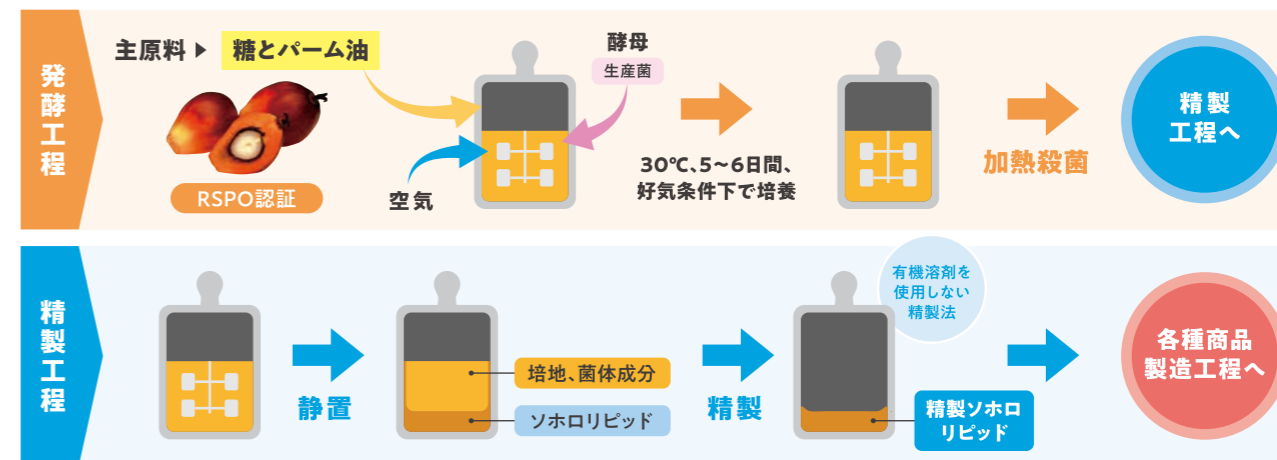 発酵工程
主原料▶ 糖とパーム油
RSPO認証
空気
酵母
生産菌
30℃、5〜6日間、
好気条件下で培養
加熱殺菌
精製
工程へ
精製工程
静置
培地、菌体成分
ソホロリピッド
精製
有機溶剤を
使用しない
精製法
精製ソホロ
リピッド
各種商品
製造工程へ